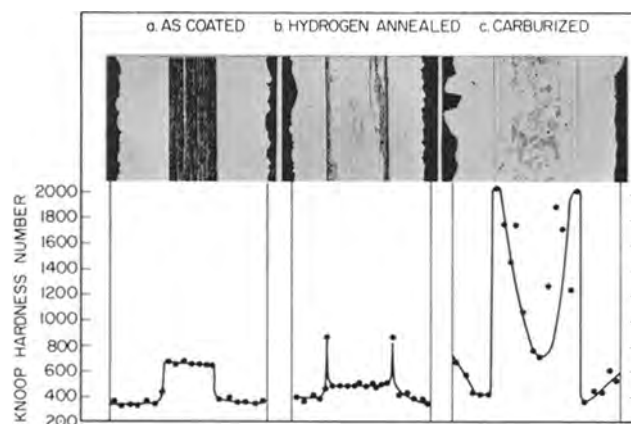 a. AS COATED
b. HYDROGEN ANNEALED
c. CARBURIZED
KNOOP HARDNESS NUMBER
2000
1800
1600
1400
1200
1000
800
600
400
200